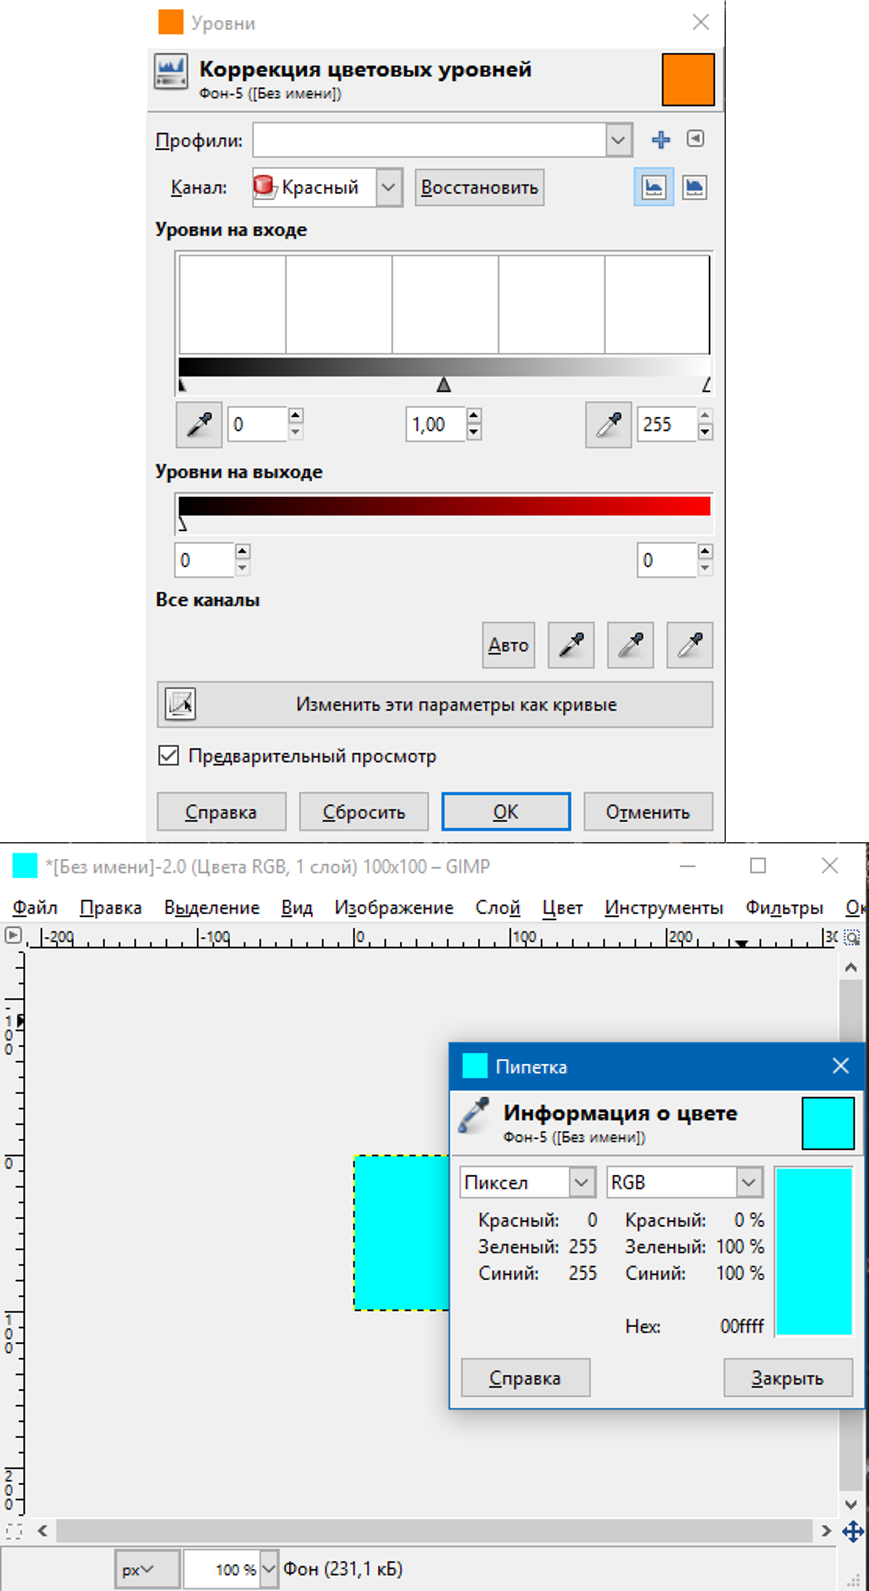 Уровни
Коррекция цветовых уровней
Фон-5 ([Без имени])
Профили:
Канал: Красный Восстановить
Уровни на входе
0 1,00 255
Уровни на выходе
0 0
Все каналы
Авто
Изменить эти параметры как кривые
Предварительный просмотр
Справка Сбросить ОК Отменить
*[Без имени]-2.0 (Цвета RGB, 1 слой) 100x100 – GIMP
Файл Правка Выделение Вид Изображение Слой Цвет Инструменты Фильтры Ок
-200 -100 0 100 200 30
-100
0
100
200
Пипетка
Информация о цвете
Фон-5 ([Без имени])
Пиксел RGB
Красный: 0 Красный: 0 %
Зеленый: 255 Зеленый: 100 %
Синий: 255 Синий: 100 %
Hex: 00ffff
Справка Закрыть
px 100 % Фон (231,1 кБ)